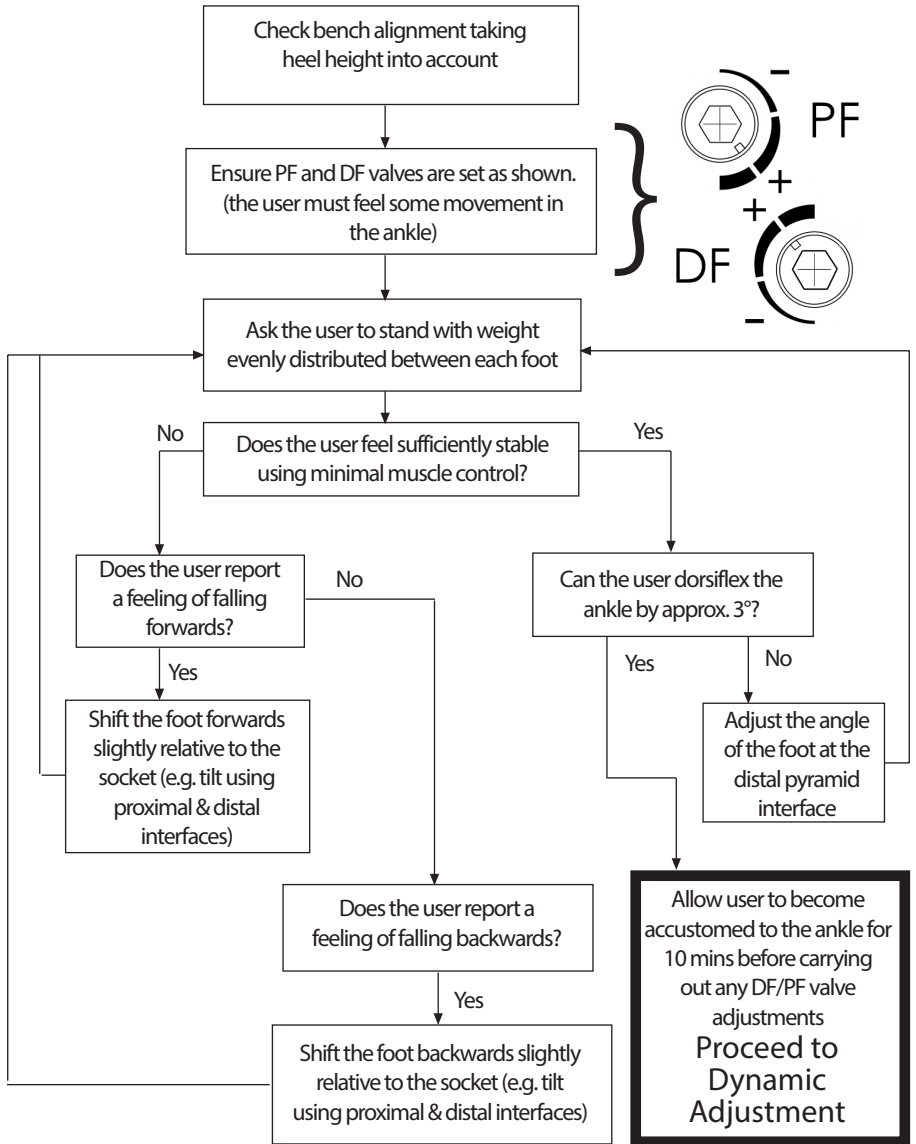 Check bench alignment taking
heel height into account
Ensure PF and DF valves are set as shown.
(the user must feel some movement in
the ankle)
– PF
+
+
DF
–
Ask the user to stand with weight
evenly distributed between each foot
No
Does the user feel sufficiently stable
using minimal muscle control?
Yes
Does the user report
a feeling of falling
forwards?
No
Yes
Shift the foot forwards
slightly relative to the
socket (e.g. tilt using
proximal & distal
interfaces)
Can the user dorsiflex the
ankle by approx. 3°?
Yes
No
Adjust the angle
of the foot at the
distal pyramid
interface
Does the user report a
feeling of falling backwards?
Yes
Shift the foot backwards slightly
relative to the socket (e.g. tilt
using proximal & distal interfaces)
Allow user to become
accustomed to the ankle for
10 mins before carrying
out any DF/PF valve
adjustments
Proceed to
Dynamic
Adjustment